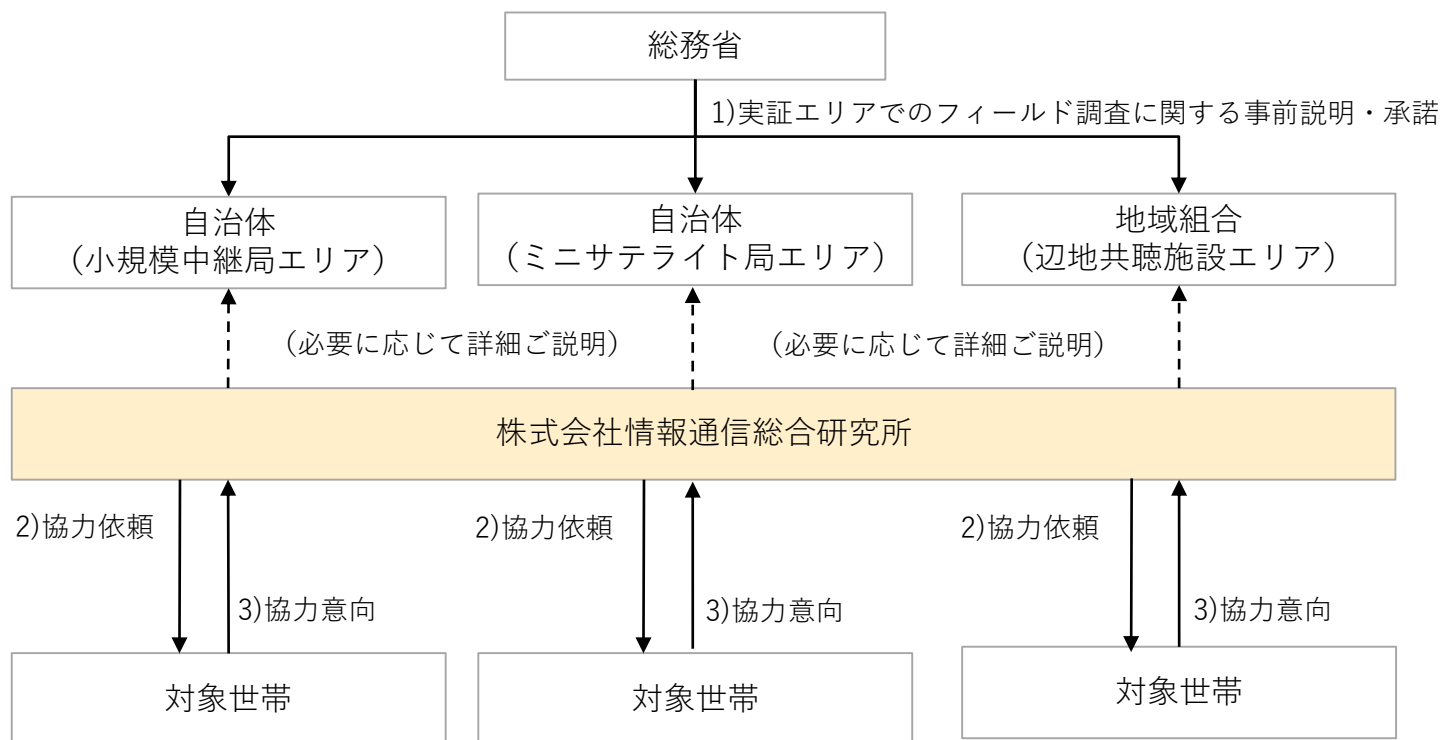 総務省
1)実証エリアでのフィールド調査に関する事前説明・承諾
自治体
（小規模中継局エリア）
自治体
（ミニサテライト局エリア）
地域組合
（辺地共聴施設エリア）
（必要に応じて詳細ご説明）
（必要に応じて詳細ご説明）
株式会社情報通信総合研究所
2)協力依頼
2)協力依頼
2)協力依頼
3)協力意向
3)協力意向
3)協力意向
対象世帯
対象世帯
対象世帯